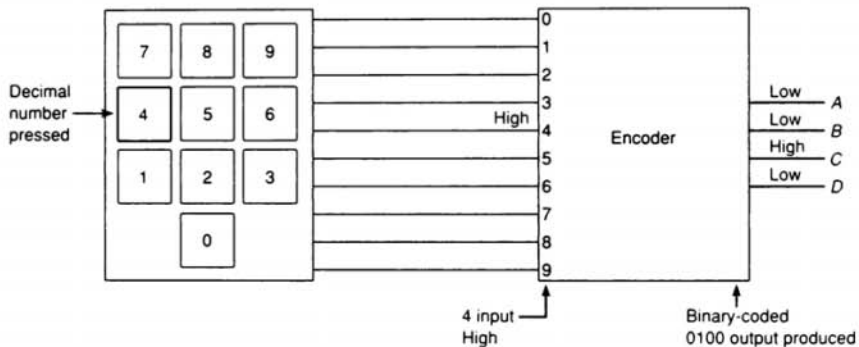 7 8 9
Decimal
number
pressed
4 5 6
1 2 3
0
High
0
1
2
3
4
5
6
7
8
9
Encoder
Low A
Low B
High C
Low D
4 input
High
Binary-coded
0100 output produced